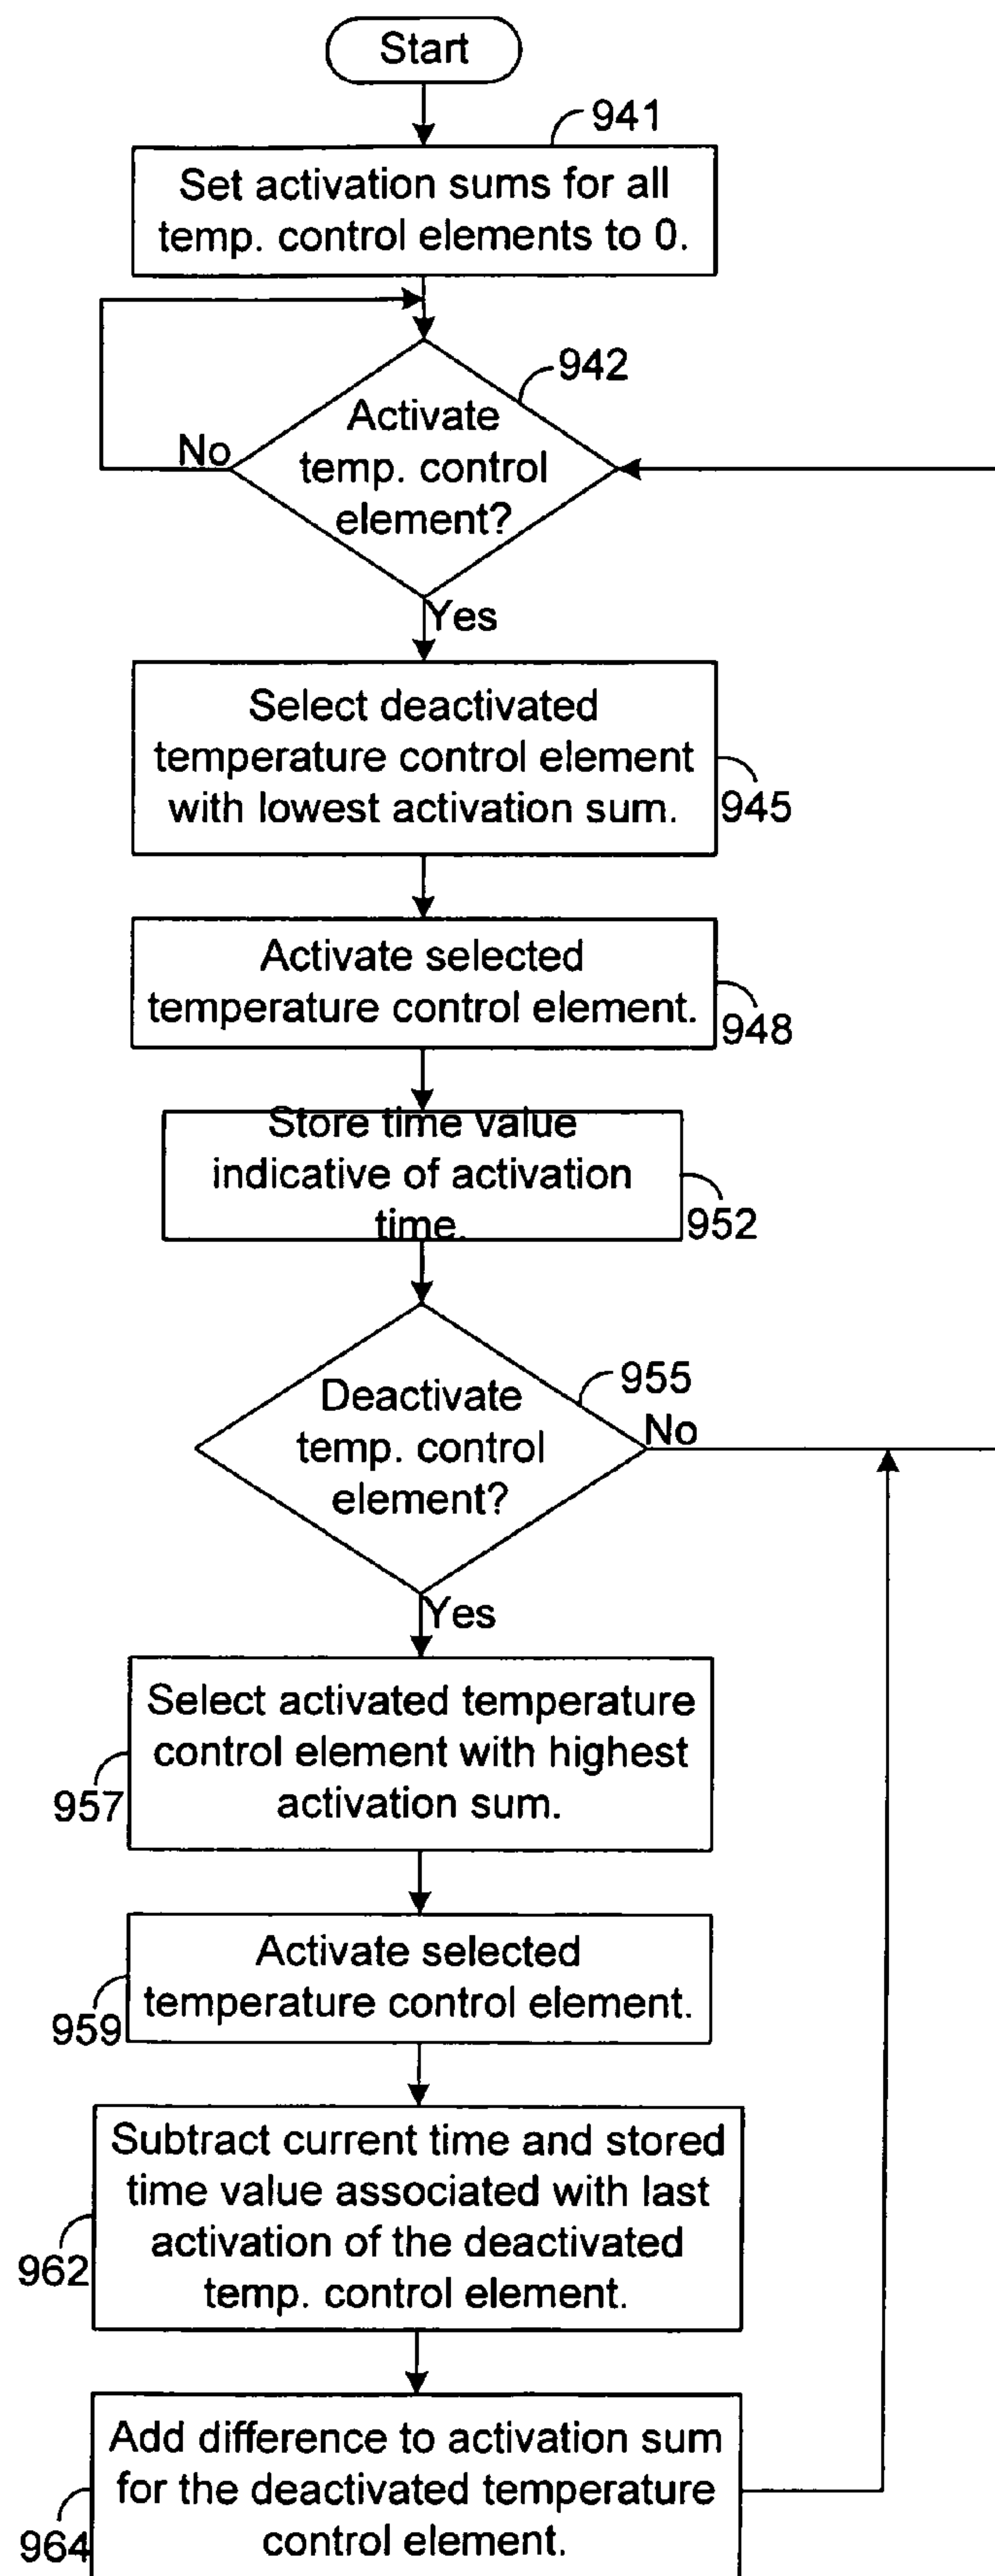 Start
941
Set activation sums for all
temp. control elements to 0.
942
Activate
temp. control
element?
No
Yes
Select deactivated
temperature control element
with lowest activation sum.
945
Activate selected
temperature control element.
948
Store time value
indicative of activation
time.
952
955
Deactivate
temp. control
element?
No
Yes
Select activated temperature
control element with highest
activation sum.
957
Activate selected
temperature control element.
959
Subtract current time and stored
time value associated with last
activation of the deactivated
temp. control element.
962
Add difference to activation sum
for the deactivated temperature
control element.
964